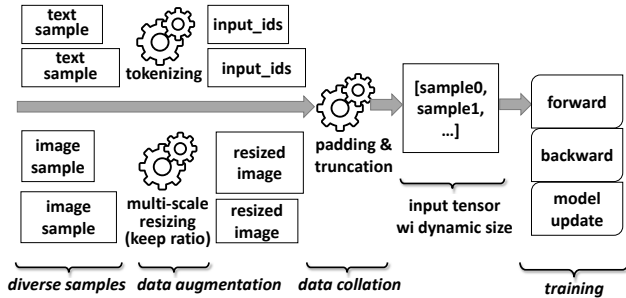 text
sample
text
sample
tokenizing
input_ids
input_ids
image
sample
image
sample
multi-scale
resizing
(keep ratio)
resized
image
resized
image
padding &
truncation
[sample0,
sample1,
…]
input tensor
wi dynamic size
forward
backward
model
update
diverse samples
data augmentation
data collation
training